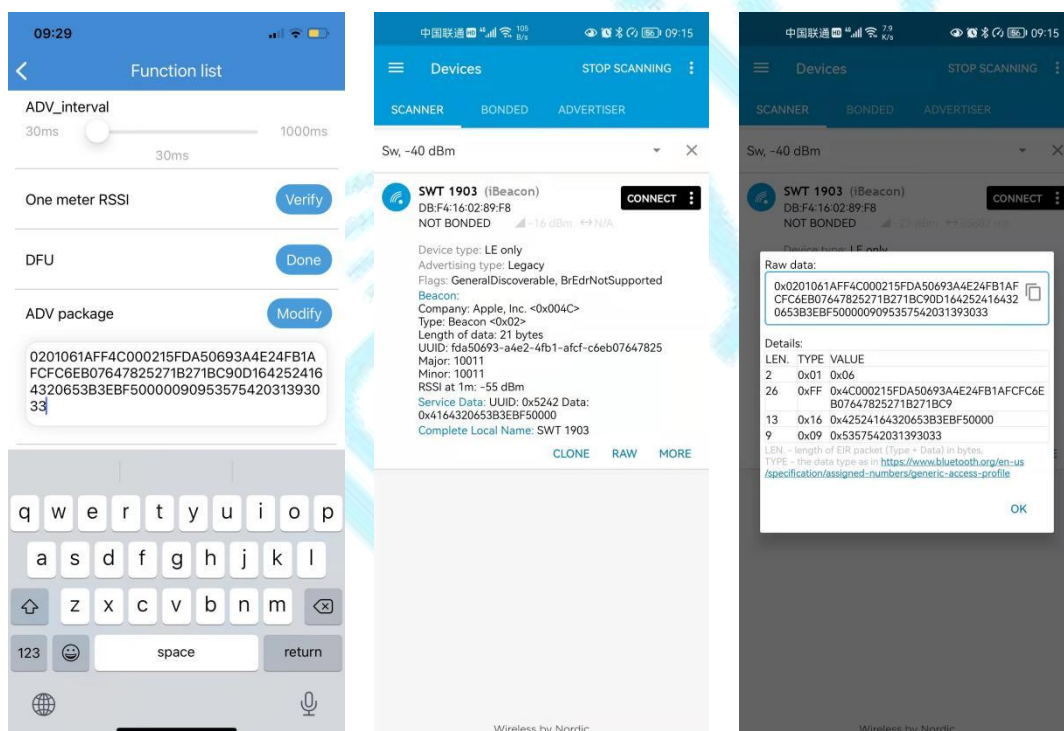 09:29
Function list
ADV_interval
30ms
1000ms
30ms
One meter RSSI
Verify
DFU
Done
ADV package
Modify
0201061AFF4C000215FDA50693A4E24FB1A
FCFC6EB07647825271B271BC90D16425241 6
4320653B3EBF50000090953575420313930
33
q w e r t y u i o p
a s d f g h j k l
z x c v b n m
123
space
return
中国联通 HD 105 B/s
56 09:15
Devices
STOP SCANNING
SCANNER
BONDED
ADVERTISER
Sw, -40 dBm
SWT 1903 (iBeacon)
CONNECT
DB:F4:16:02:89:F8
NOT BONDED
-16 dBm
N/A
Device type: LE only
Advertising type: Legacy
Flags: GeneralDiscoverable, BrEdrNotSupported
Beacon:
Company: Apple, Inc. <0x004C>
Type: Beacon <0x02>
Length of data: 21 bytes
UUID: fda50693-a4e2-4fb1-afcf-c6eb07647825
Major: 10011
Minor: 10011
RSSI at 1m: -55 dBm
Service Data: UUID: 0x5242 Data:
0x4164320653B3EBF50000
Complete Local Name: SWT 1903
CLONE
RAW
MORE
Wireless by Nordic
中国联通 HD 7.9 K/s
56 09:15
Devices
STOP SCANNING
SCANNER
BONDED
ADVERTISER
Sw, -40 dBm
SWT 1903 (iBeacon)
CONNECT
DB:F4:16:02:89:F8
NOT BONDED
Device type: LE only
Raw data:
0x0201061AFF4C000215FDA50693A4E24FB1AF
CFC6EB07647825271B271BC90D164252416432
0653B3EBF5000009095357542031393033
Details:
LEN. TYPE VALUE
2 0x01 0x06
26 0xFF 0x4C000215FDA50693A4E24FB1AFCFC6E
B07647825271B271BC9
13 0x16 0x42524164320653B3EBF50000
9 0x09 0x5357542031393033
LEN. - length of EIR packet (Type + Data) in bytes,
TYPE - the data type as in https://www.bluetooth.org/en-us
/specification/assigned-numbers/generic-access-profile
OK
Wireless by Nordic